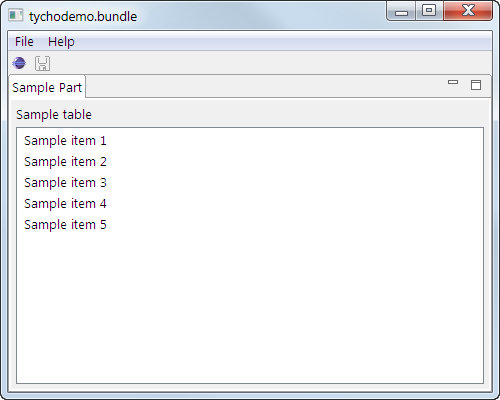 tychodemo.bundle
File Help
Sample Part
Sample table
Sample item 1
Sample item 2
Sample item 3
Sample item 4
Sample item 5